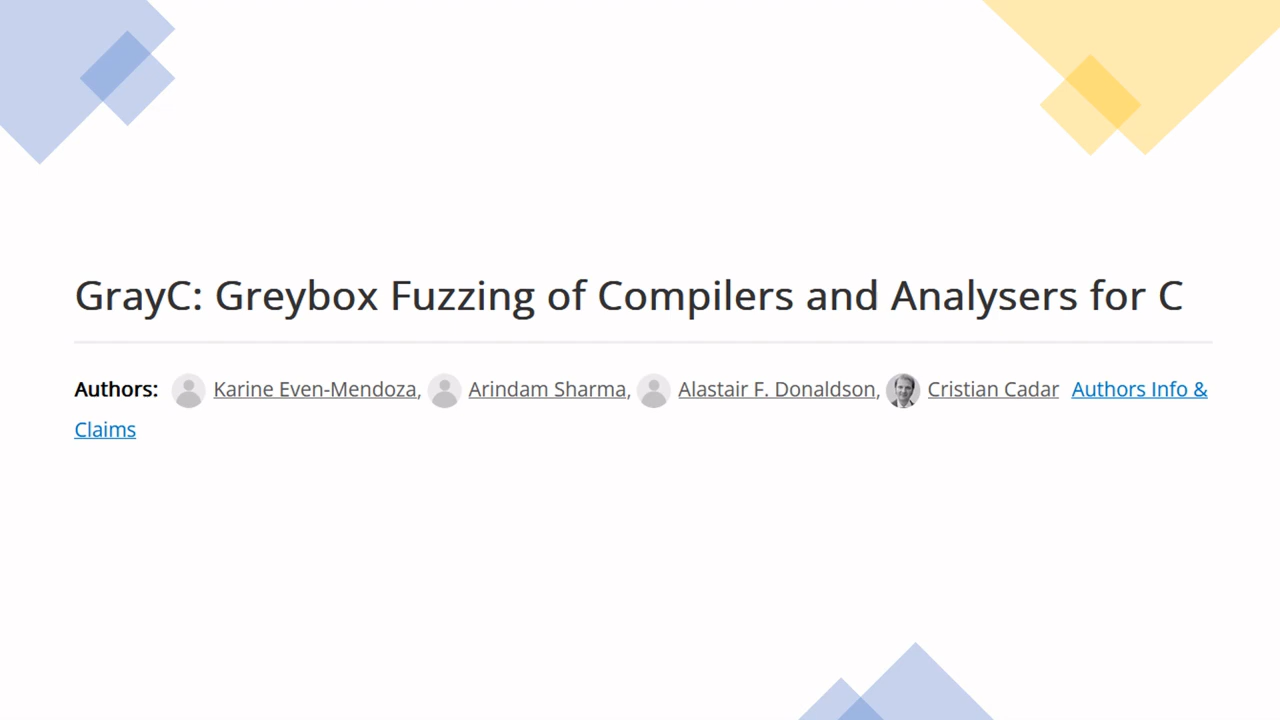 GrayC: Greybox Fuzzing of Compilers and Analysers for C
Authors: Karine Even-Mendoza, Arindam Sharma, Alastair F. Donaldson, Cristian Cadar Authors Info &
Claims